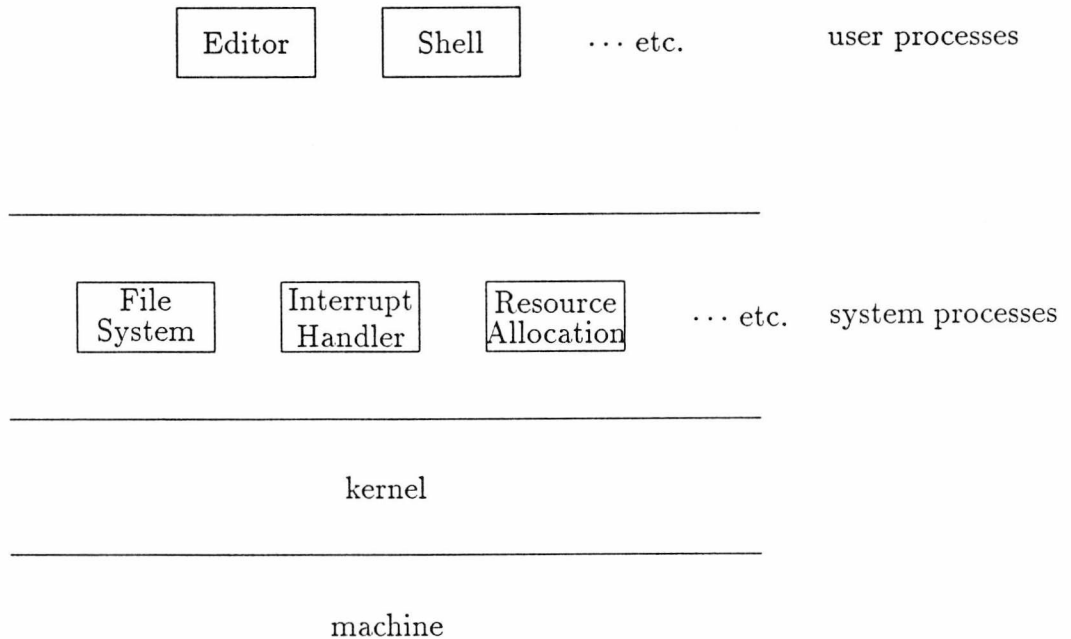 Editor
Shell
··· etc.
user processes
File
System
Interrupt
Handler
Resource
Allocation
··· etc.
system processes
kernel
machine